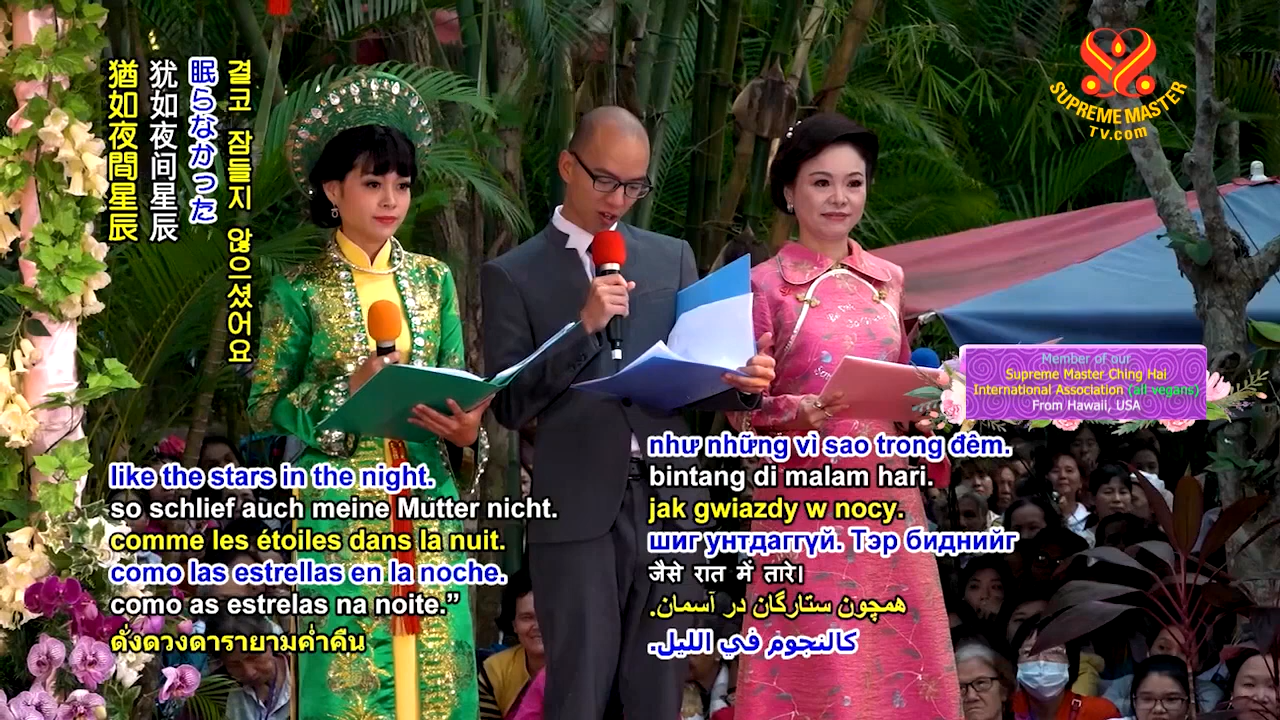 猶如夜間星辰
犹如夜间星辰
眠らなかった
결코 잠들지 않으셨어요
SUPREME MASTER
TV.com
Member of our
Supreme Master Ching Hai
International Association (all vegans)
From Hawaii, USA
like the stars in the night.
so schlief auch meine Mutter nicht.
comme les étoiles dans la nuit.
como las estrellas en la noche.
como as estrelas na noite.”
ดั่งดวงดารายามค่ำคืน
như những vì sao trong đêm.
bintang di malam hari.
jak gwiazdy w nocy.
шиг унтдаггүй. Тэр биднийг
जैसे रात में तारे।
همچون ستارگان در آسمان.
كالنجوم في الليل.